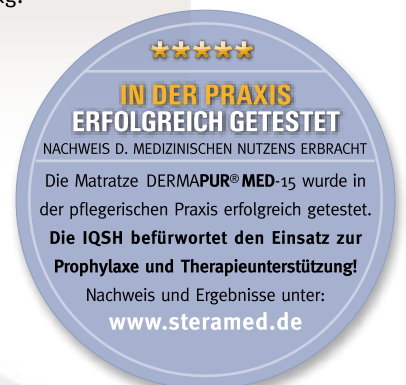 ★★★★★
IN DER PRAXIS
ERFOLGREICH GETESTET
NACHWEIS D. MEDIZINISCHEN NUTZENS ERBRACHT
Die Matratze DERMAPUR® MED-15 wurde in
der pflegerischen Praxis erfolgreich getestet.
Die IQSH befürwortet den Einsatz zur
Prophylaxe und Therapieunterstützung!
Nachweis und Ergebnisse unter:
www.steramed.de